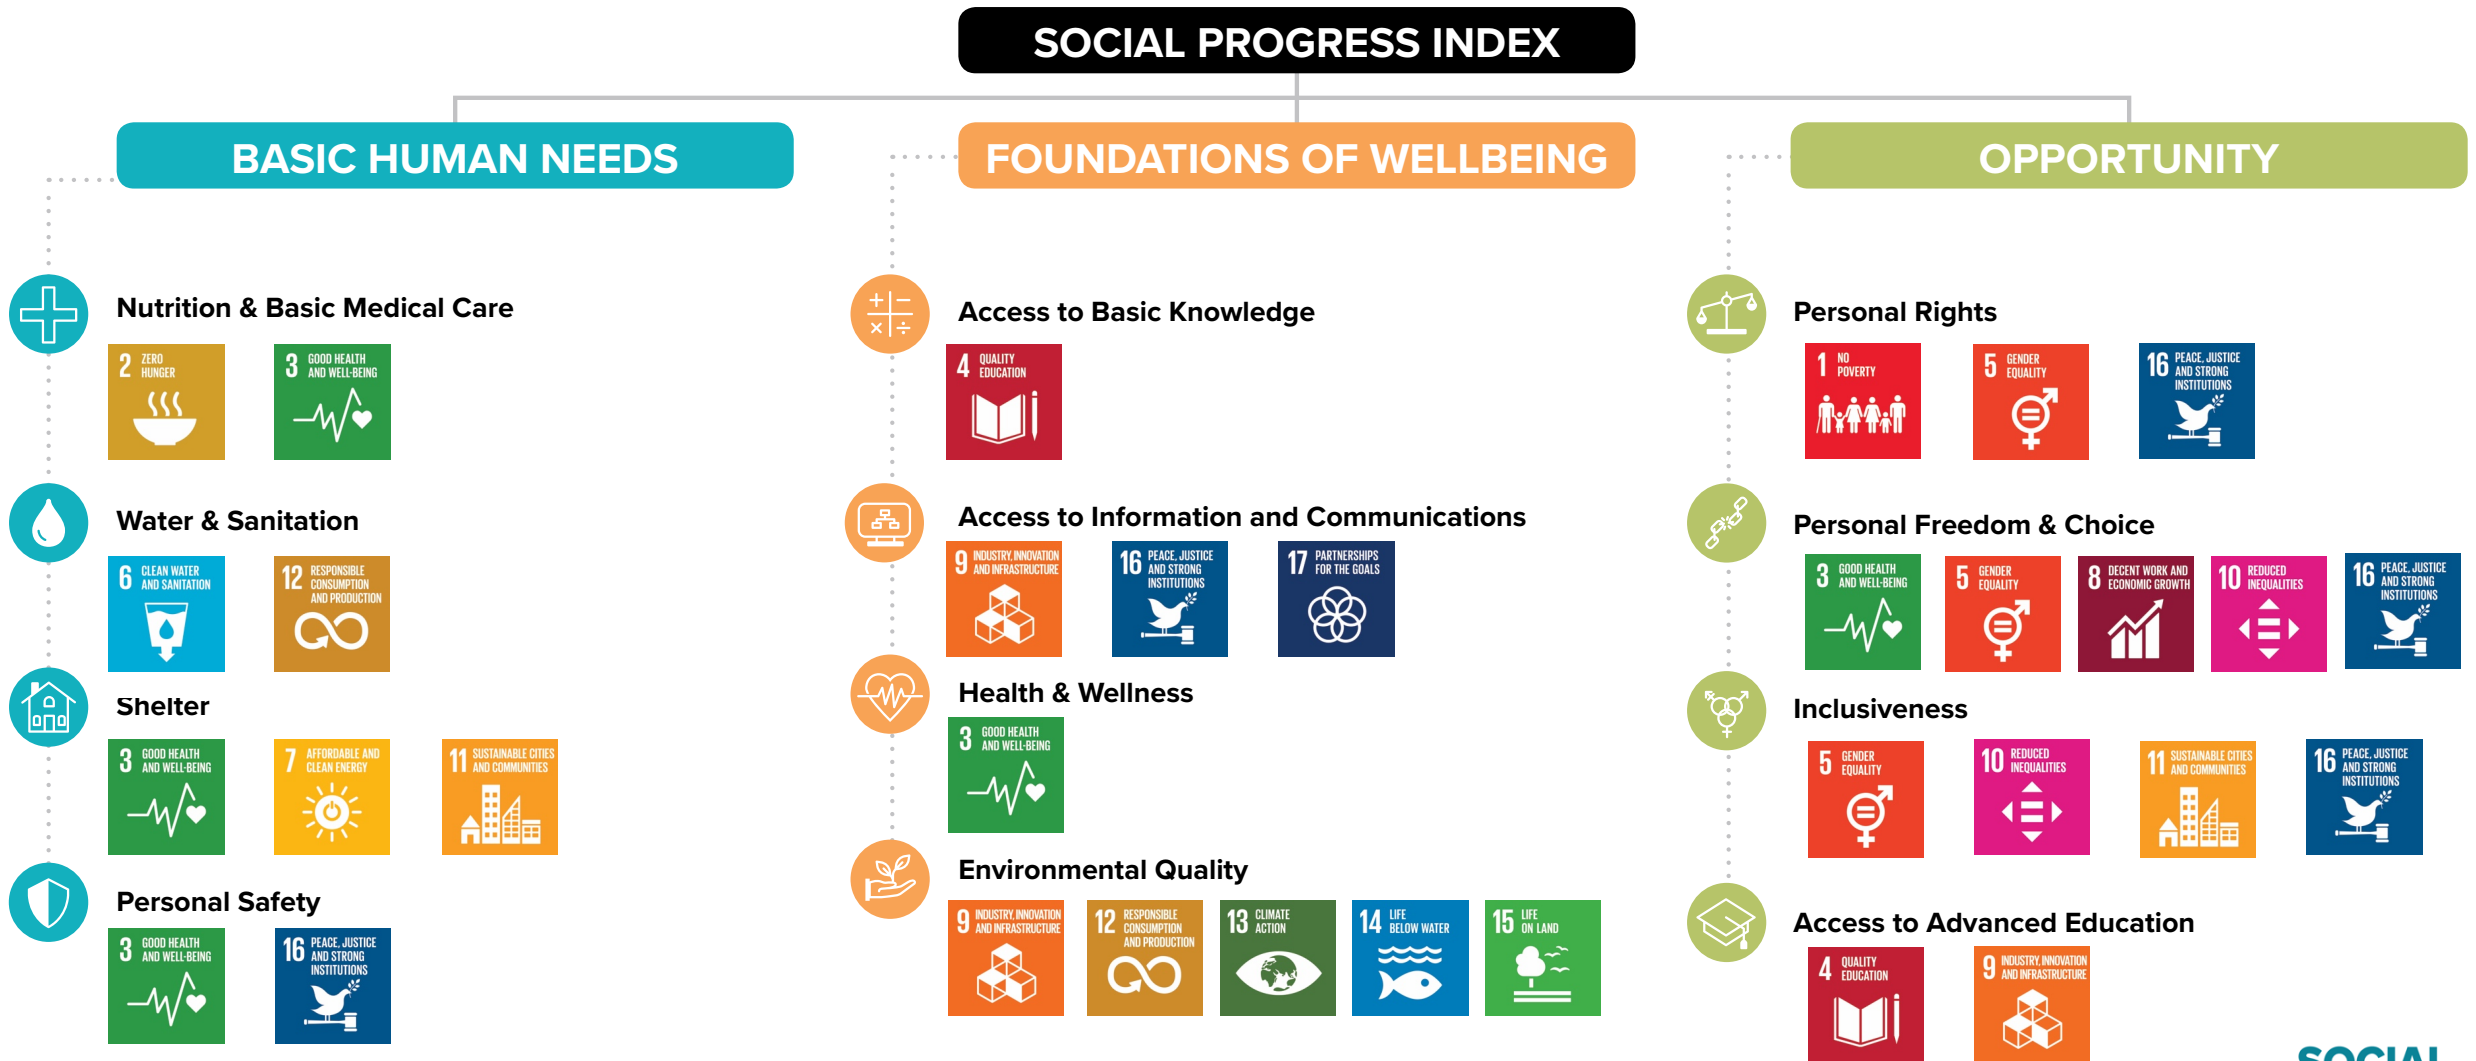 SOCIAL PROGRESS INDEX
BASIC HUMAN NEEDS
Nutrition & Basic Medical Care
2 ZERO
HUNGER
3 GOOD HEALTH
AND WELL-BEING
Water & Sanitation
6 CLEAN WATER
AND SANITATION
12 RESPONSIBLE
CONSUMPTION
AND PRODUCTION
Shelter
3 GOOD HEALTH
AND WELL-BEING
7 AFFORDABLE AND
CLEAN ENERGY
11 SUSTAINABLE CITIES
AND COMMUNITIES
Personal Safety
3 GOOD HEALTH
AND WELL-BEING
16 PEACE, JUSTICE
AND STRONG
INSTITUTIONS
FOUNDATIONS OF WELLBEING
Access to Basic Knowledge
4 QUALITY
EDUCATION
Access to Information and Communications
9 INDUSTRY, INNOVATION
AND INFRASTRUCTURE
16 PEACE, JUSTICE
AND STRONG
INSTITUTIONS
17 PARTNERSHIPS
FOR THE GOALS
Health & Wellness
3 GOOD HEALTH
AND WELL-BEING
Environmental Quality
9 INDUSTRY, INNOVATION
AND INFRASTRUCTURE
12 RESPONSIBLE
CONSUMPTION
AND PRODUCTION
13 CLIMATE
ACTION
14 LIFE
BELOW WATER
15 LIFE
ON LAND
OPPORTUNITY
Personal Rights
1 NO
POVERTY
5 GENDER
EQUALITY
16 PEACE, JUSTICE
AND STRONG
INSTITUTIONS
Personal Freedom & Choice
3 GOOD HEALTH
AND WELL-BEING
5 GENDER
EQUALITY
8 DECENT WORK AND
ECONOMIC GROWTH
10 REDUCED
INEQUALITIES
16 PEACE, JUSTICE
AND STRONG
INSTITUTIONS
Inclusiveness
5 GENDER
EQUALITY
10 REDUCED
INEQUALITIES
11 SUSTAINABLE CITIES
AND COMMUNITIES
16 PEACE, JUSTICE
AND STRONG
INSTITUTIONS
Access to Advanced Education
4 QUALITY
EDUCATION
9 INDUSTRY, INNOVATION
AND INFRASTRUCTURE
SOCIAL